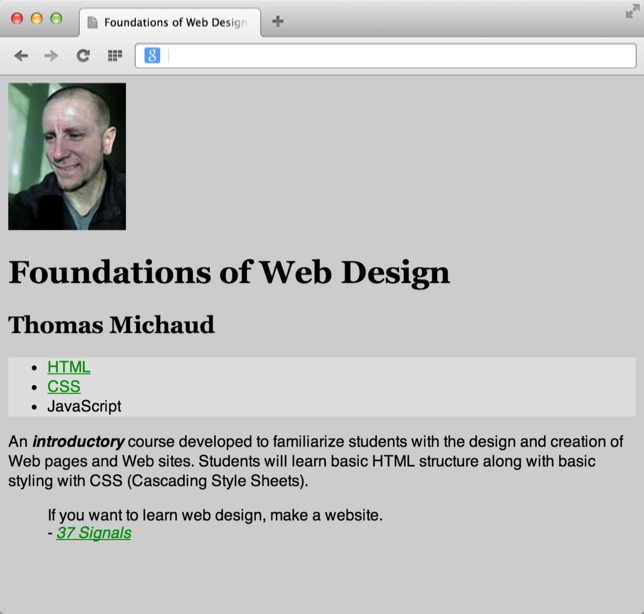 Foundations of Web Design
8
Foundations of Web Design
Thomas Michaud
HTML
CSS
JavaScript
An introductory course developed to familiarize students with the design and creation of
Web pages and Web sites. Students will learn basic HTML structure along with basic
styling with CSS (Cascading Style Sheets).
If you want to learn web design, make a website.
- 37 Signals